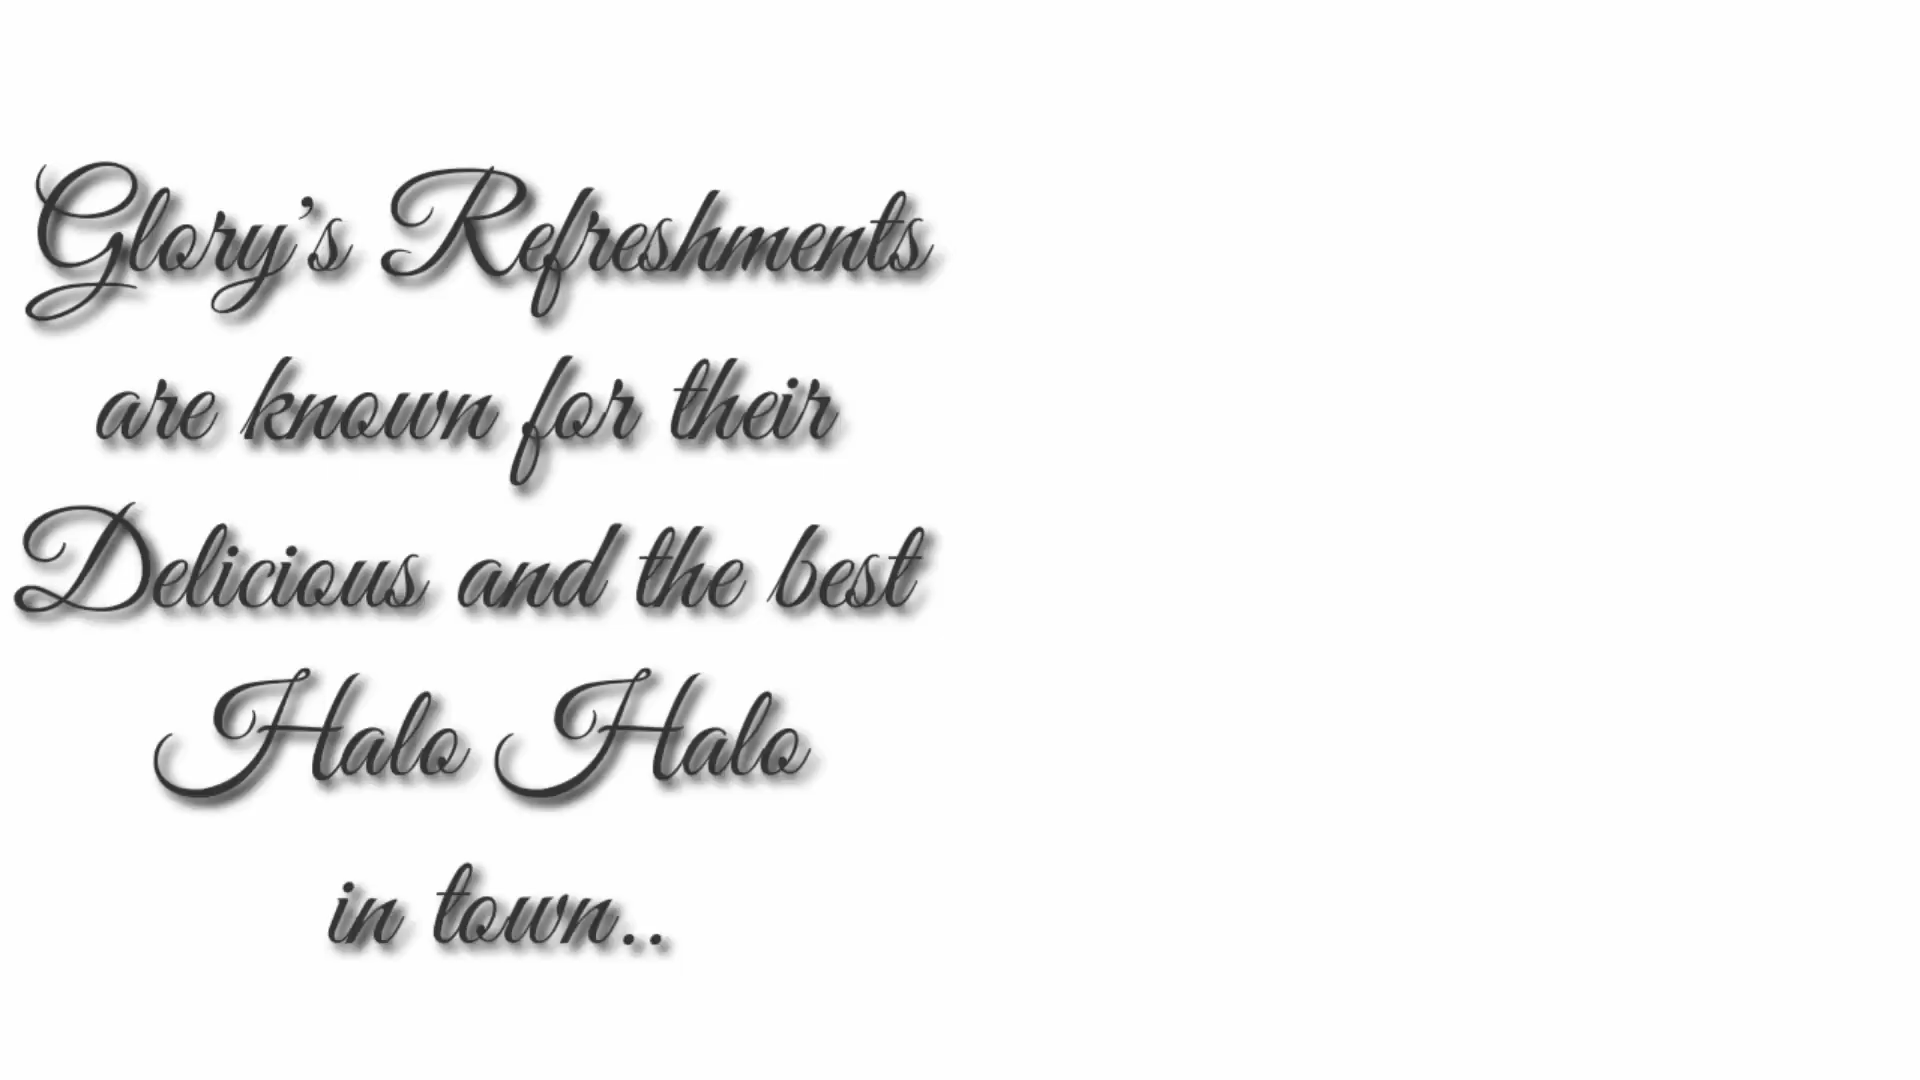 Glory's Refreshments
are known for their
Delicious and the best
Halo Halo
in town..